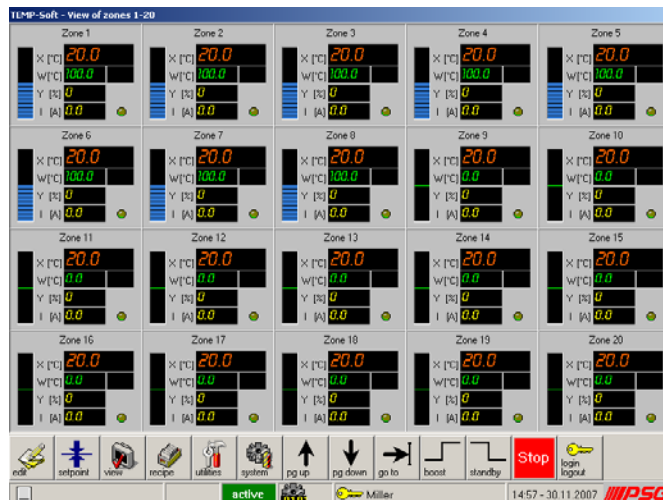 TEMP-Soft - View of zones 1-20
Zone 1 Zone 2 Zone 3 Zone 4 Zone 5
X [°C] 20.0 X [°C] 20.0 X [°C] 20.0 X [°C] 20.0 X [°C] 20.0
W[°C] 100.0 W[°C] 100.0 W[°C] 100.0 W[°C] 100.0 W[°C] 100.0
Y [%] 0 Y [%] 0 Y [%] 0 Y [%] 0 Y [%] 0
I [A] 0.0 I [A] 0.0 I [A] 0.0 I [A] 0.0 I [A] 0.0
Zone 6 Zone 7 Zone 8 Zone 9 Zone 10
X [°C] 20.0 X [°C] 20.0 X [°C] 20.0 X [°C] 20.0 X [°C] 20.0
W[°C] 100.0 W[°C] 100.0 W[°C] 100.0 W[°C] 0.0 W[°C] 0.0
Y [%] 0 Y [%] 0 Y [%] 0 Y [%] 0 Y [%] 0
I [A] 0.0 I [A] 0.0 I [A] 0.0 I [A] 0.0 I [A] 0.0
Zone 11 Zone 12 Zone 13 Zone 14 Zone 15
X [°C] 20.0 X [°C] 20.0 X [°C] 20.0 X [°C] 20.0 X [°C] 20.0
W[°C] 0.0 W[°C] 0.0 W[°C] 0.0 W[°C] 0.0 W[°C] 0.0
Y [%] 0 Y [%] 0 Y [%] 0 Y [%] 0 Y [%] 0
I [A] 0.0 I [A] 0.0 I [A] 0.0 I [A] 0.0 I [A] 0.0
Zone 16 Zone 17 Zone 18 Zone 19 Zone 20
X [°C] 20.0 X [°C] 20.0 X [°C] 20.0 X [°C] 20.0 X [°C] 20.0
W[°C] 0.0 W[°C] 0.0 W[°C] 0.0 W[°C] 0.0 W[°C] 0.0
Y [%] 0 Y [%] 0 Y [%] 0 Y [%] 0 Y [%] 0
I [A] 0.0 I [A] 0.0 I [A] 0.0 I [A] 0.0 I [A] 0.0
edit setpoint view recipe utilities system pg up pg down go to boost standby Stop login logout
active 0101 Miller 14:57 - 30.11.2007 PSG